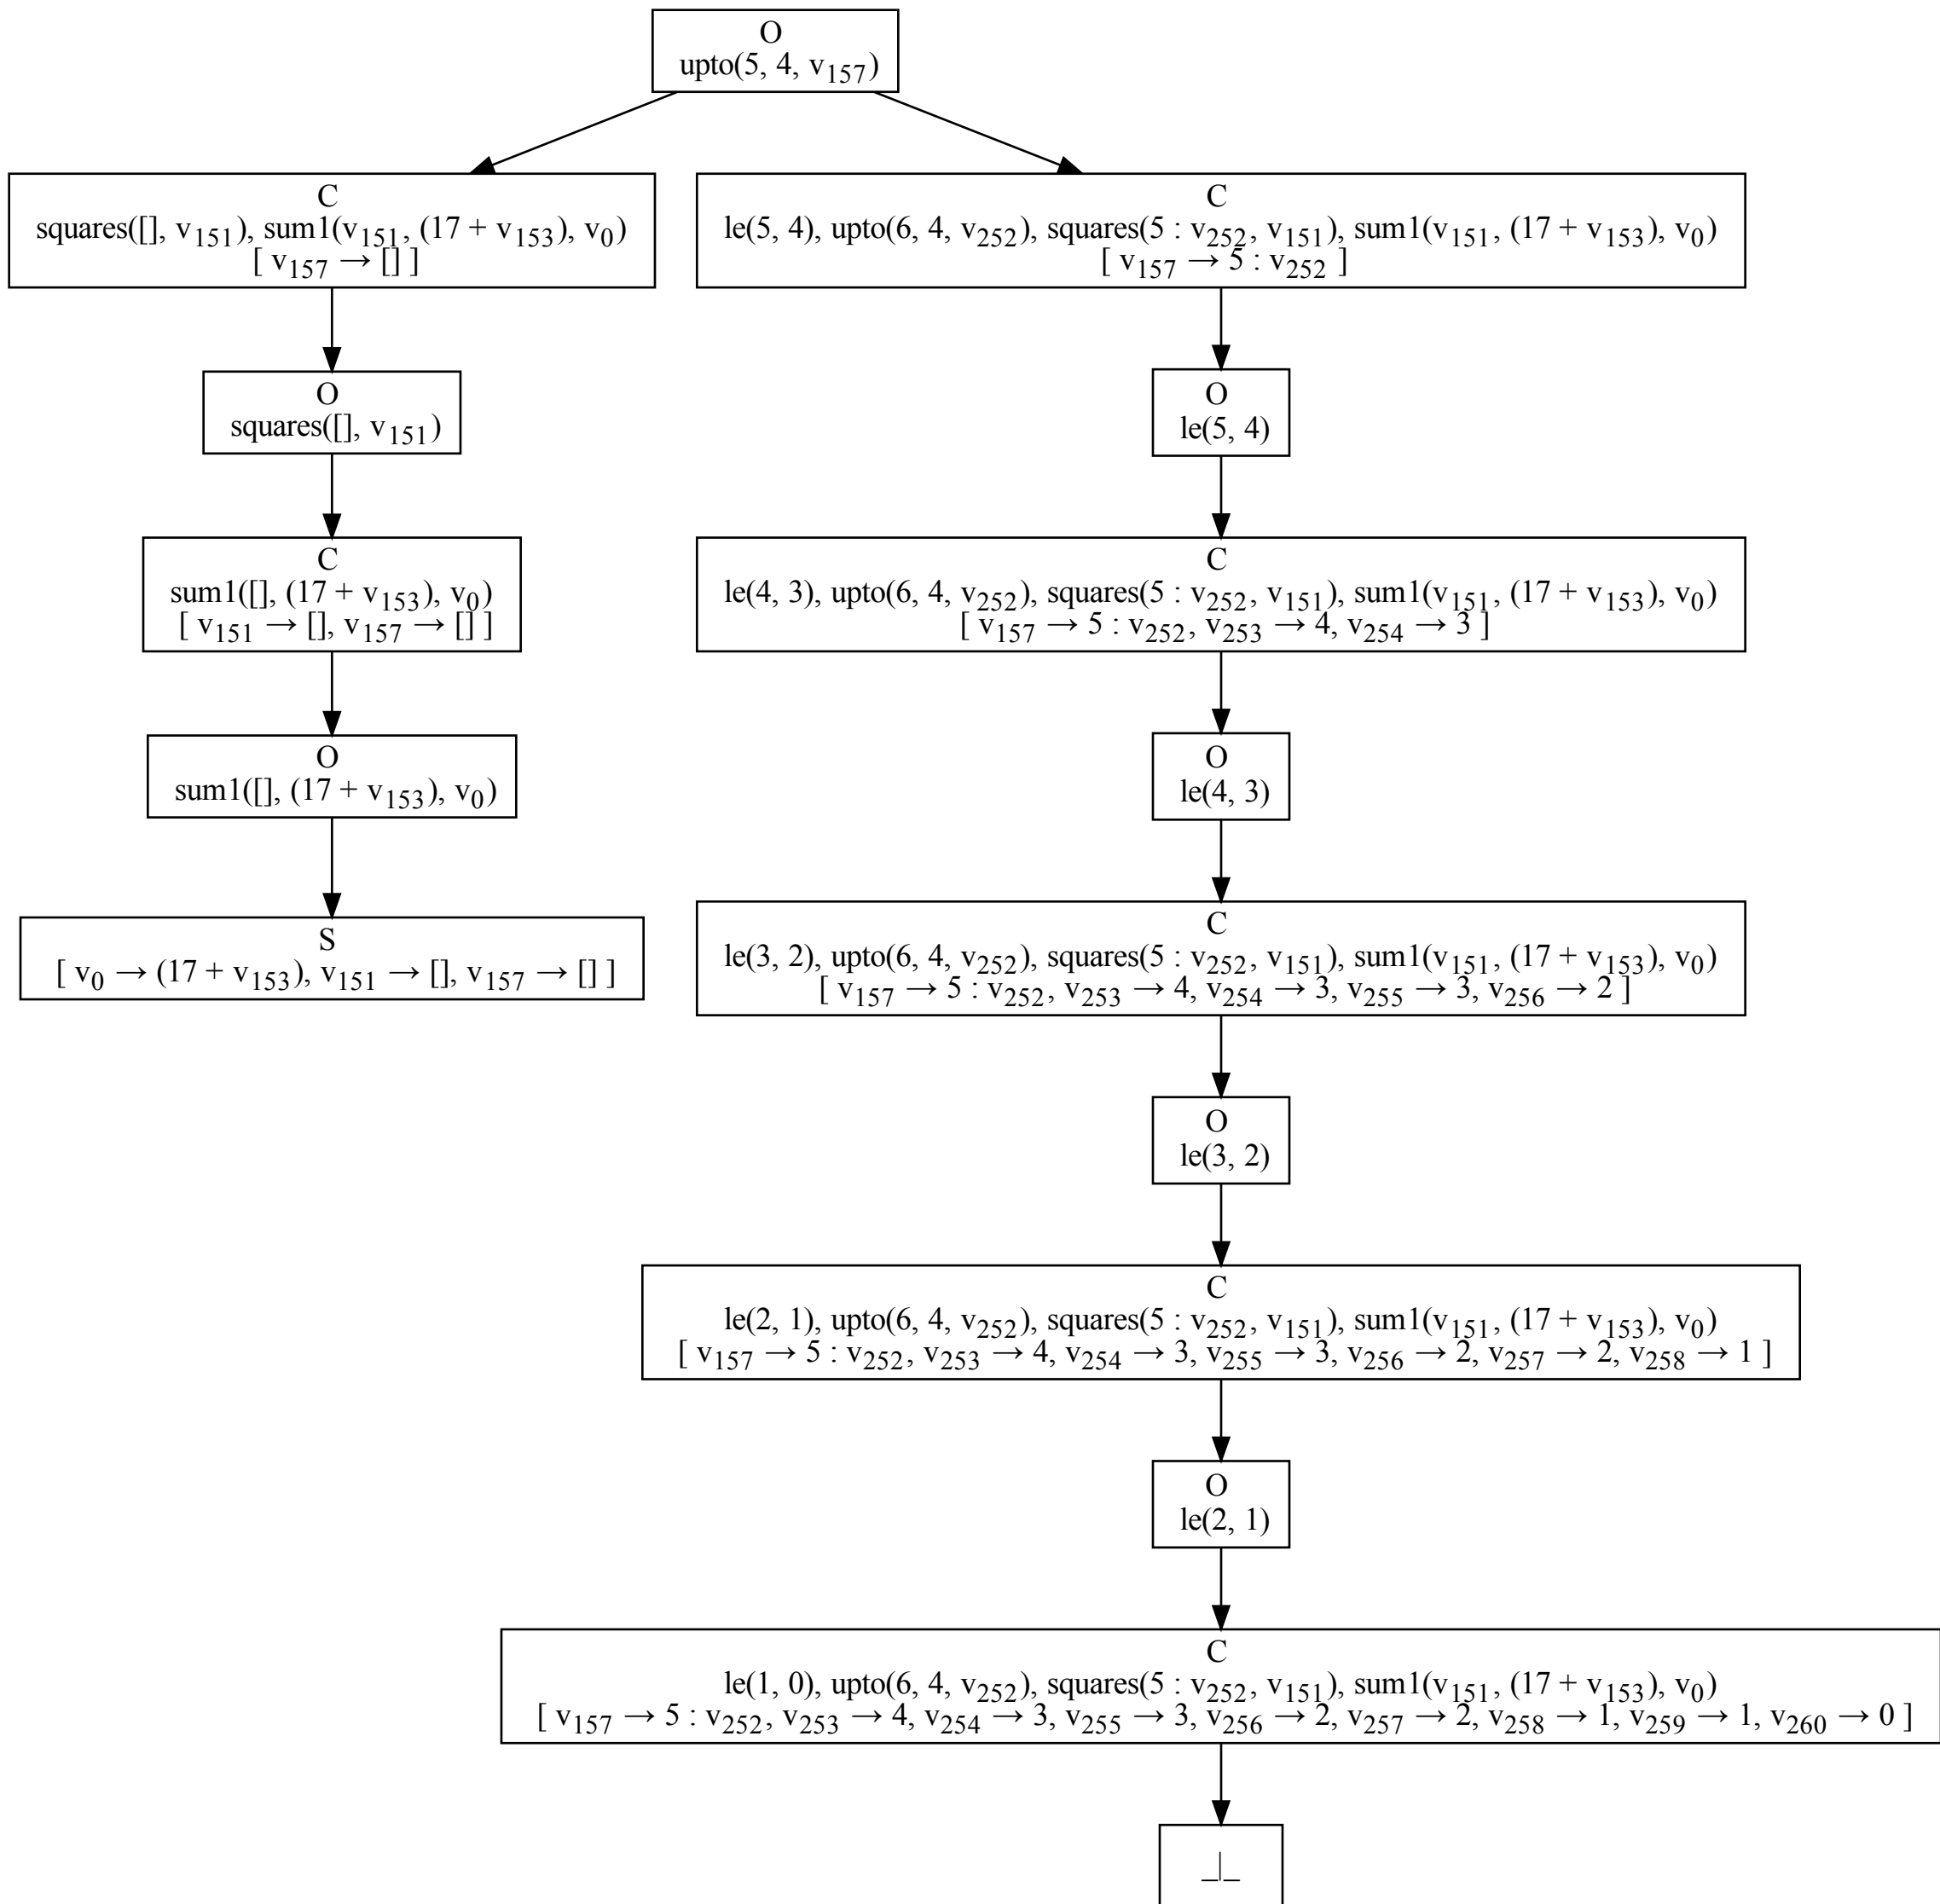 O
upto(5, 4, v157)
C
squares([], v151), sum1(v151, (17 + v153), v0)
[ v157 → [] ]
C
le(5, 4), upto(6, 4, v252), squares(5 : v252, v151), sum1(v151, (17 + v153), v0)
[ v157 → 5 : v252 ]
O
squares([], v151)
O
le(5, 4)
C
sum1([], (17 + v153), v0)
[ v151 → [], v157 → [] ]
C
le(4, 3), upto(6, 4, v252), squares(5 : v252, v151), sum1(v151, (17 + v153), v0)
[ v157 → 5 : v252, v253 → 4, v254 → 3 ]
O
sum1([], (17 + v153), v0)
O
le(4, 3)
S
[ v0 → (17 + v153), v151 → [], v157 → [] ]
C
le(3, 2), upto(6, 4, v252), squares(5 : v252, v151), sum1(v151, (17 + v153), v0)
[ v157 → 5 : v252, v253 → 4, v254 → 3, v255 → 3, v256 → 2 ]
O
le(3, 2)
C
le(2, 1), upto(6, 4, v252), squares(5 : v252, v151), sum1(v151, (17 + v153), v0)
[ v157 → 5 : v252, v253 → 4, v254 → 3, v255 → 3, v256 → 2, v257 → 2, v258 → 1 ]
O
le(2, 1)
C
le(1, 0), upto(6, 4, v252), squares(5 : v252, v151), sum1(v151, (17 + v153), v0)
[ v157 → 5 : v252, v253 → 4, v254 → 3, v255 → 3, v256 → 2, v257 → 2, v258 → 1, v259 → 1, v260 → 0 ]
_|_